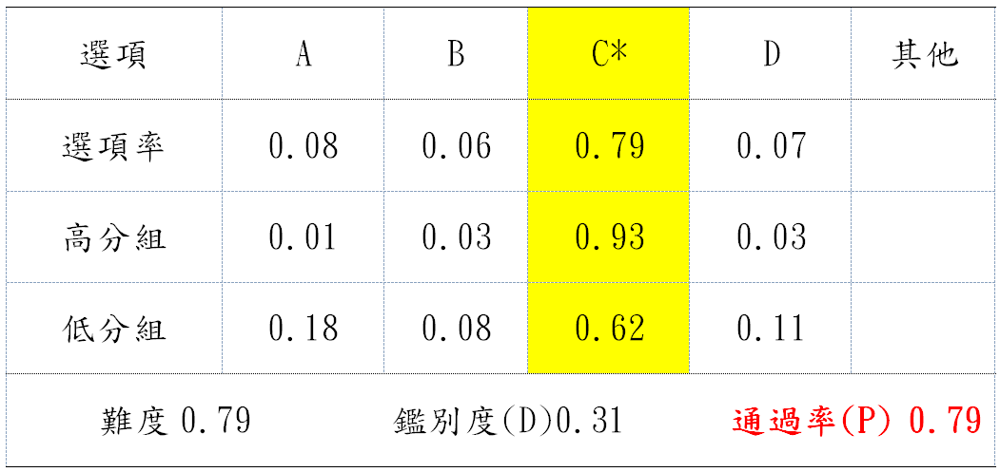 選項 A B C* D 其他
選項率 0.08 0.06 0.79 0.07
高分組 0.01 0.03 0.93 0.03
低分組 0.18 0.08 0.62 0.11
難度0.79 鑑別度(D)0.31 通過率(P) 0.79